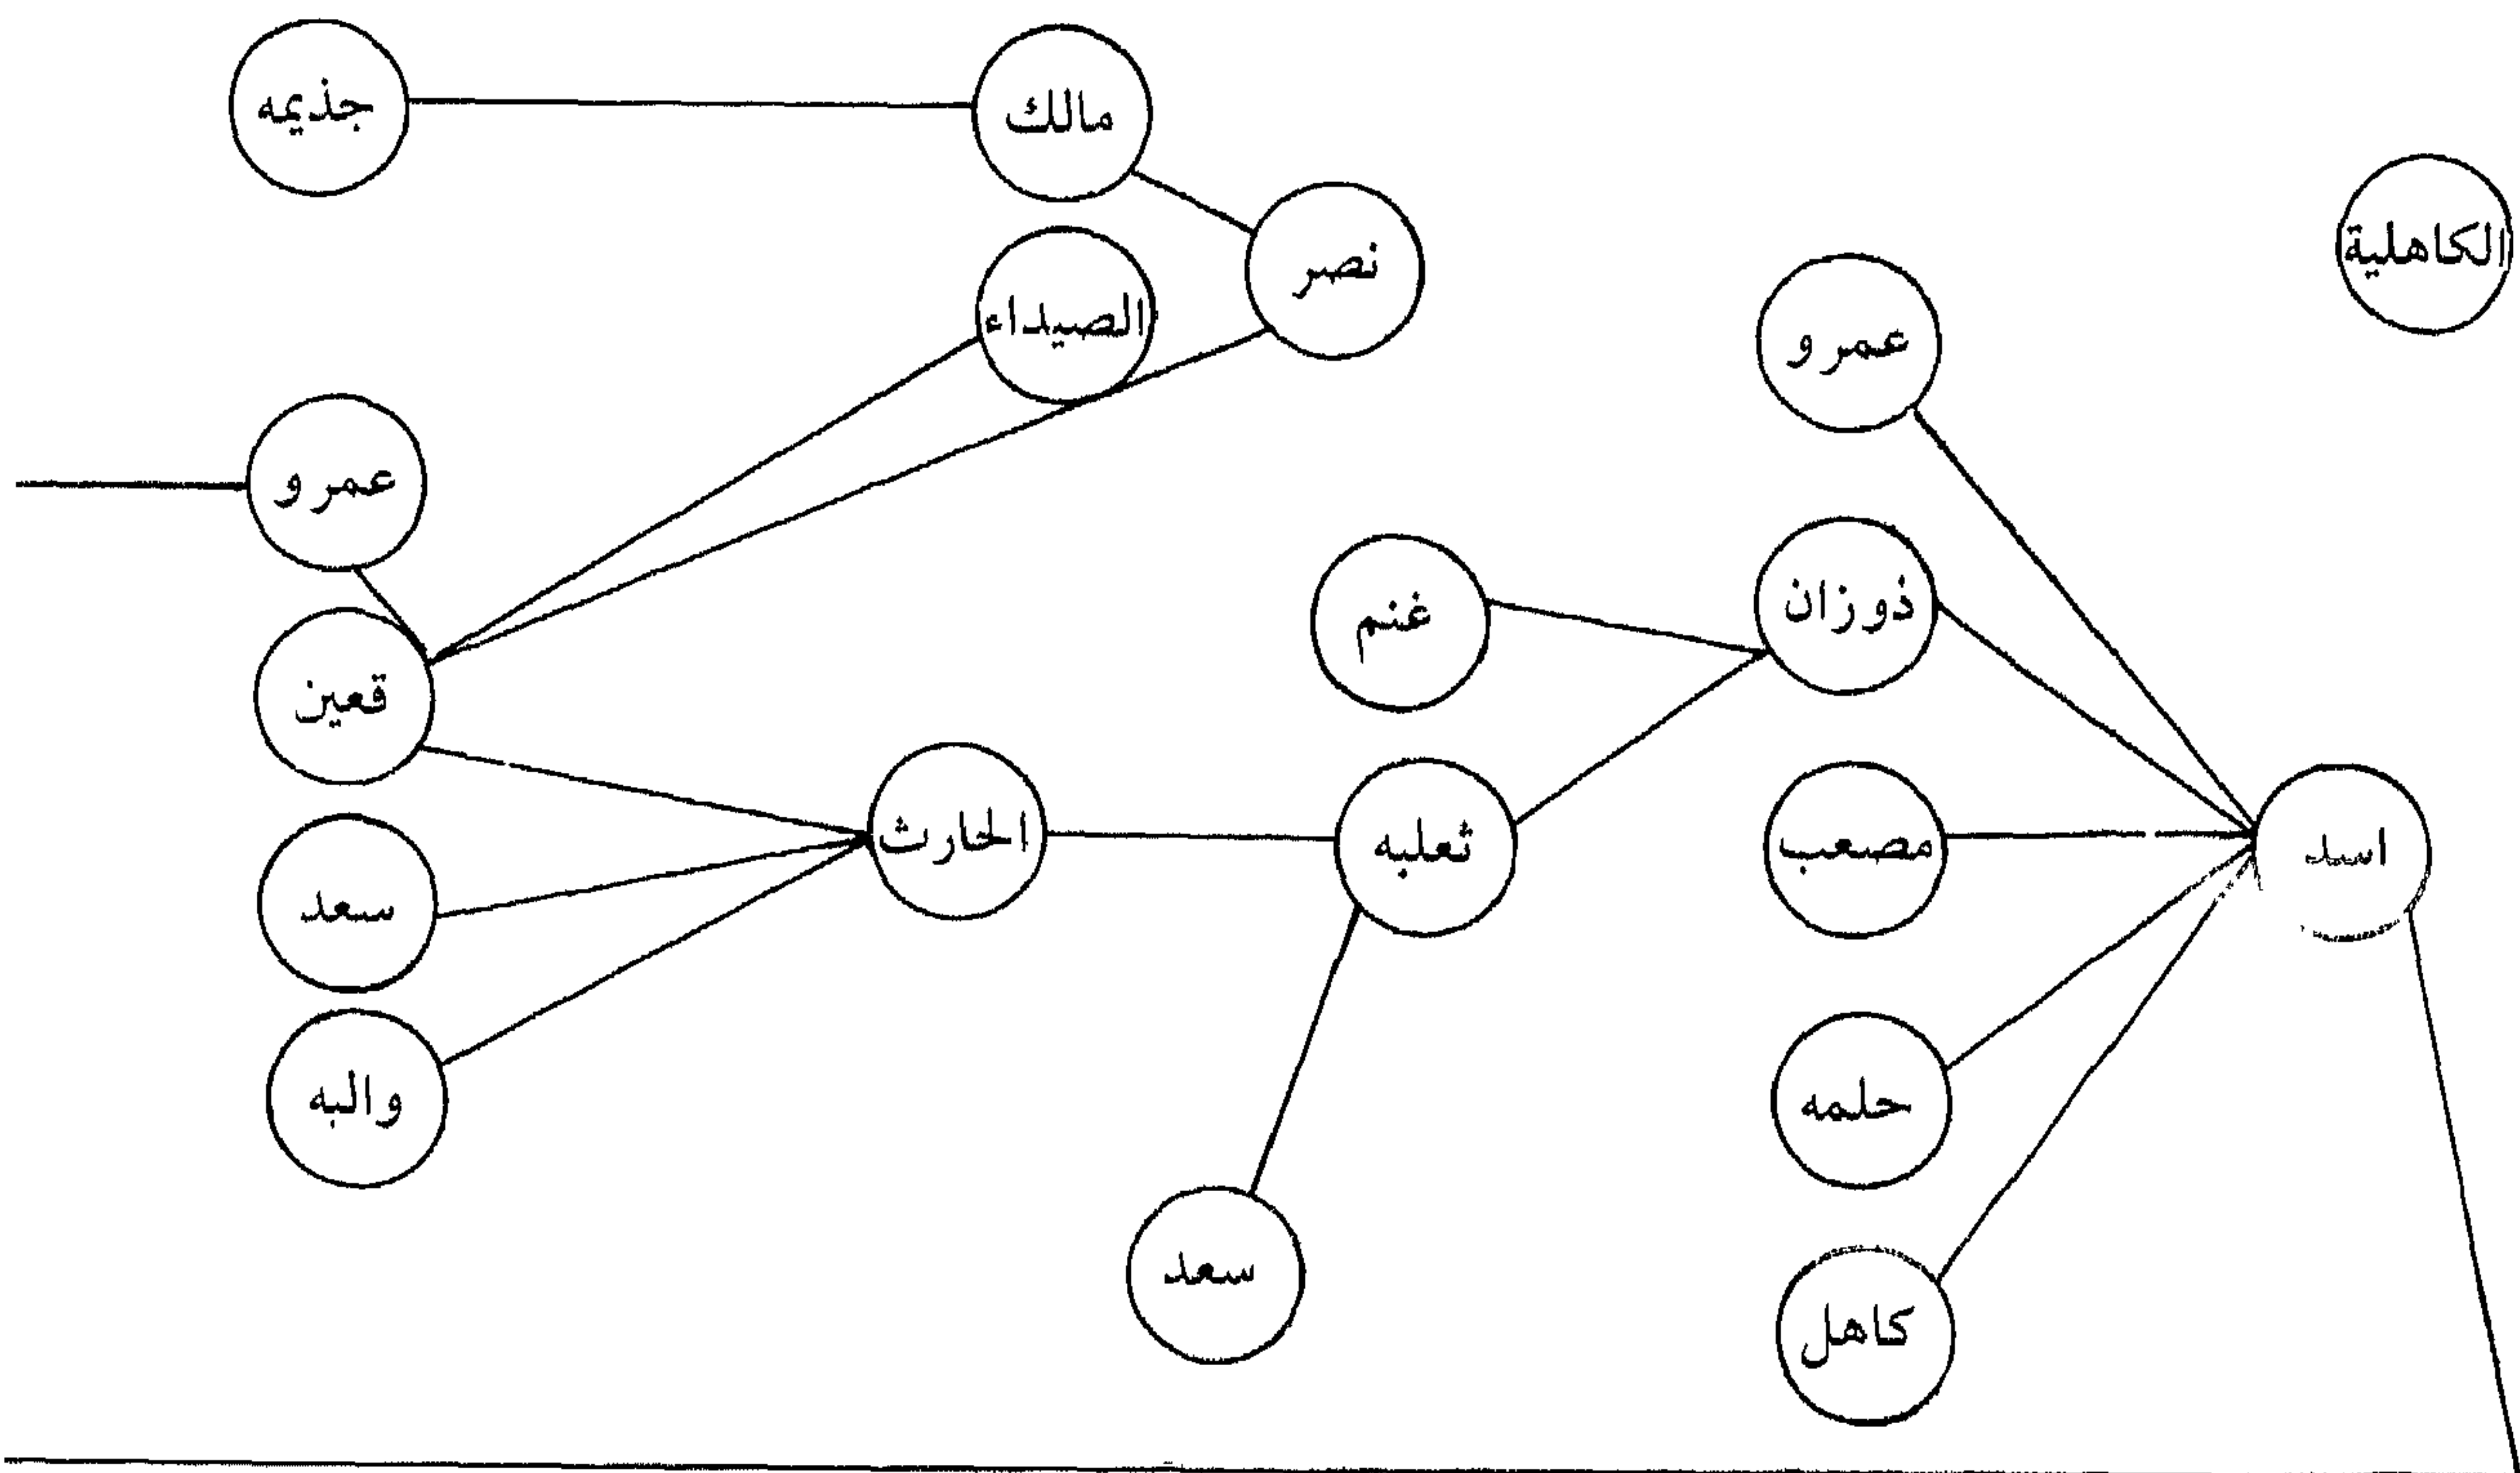 جذيمه
مالك
الكاهلية
نصر
الصيداء
عمرو
عمرو
ذوزان
غنم
قعين
الحارث
ثعلبه
مصعب
اسد
سعد
والبه
حلمه
سعد
كاهل